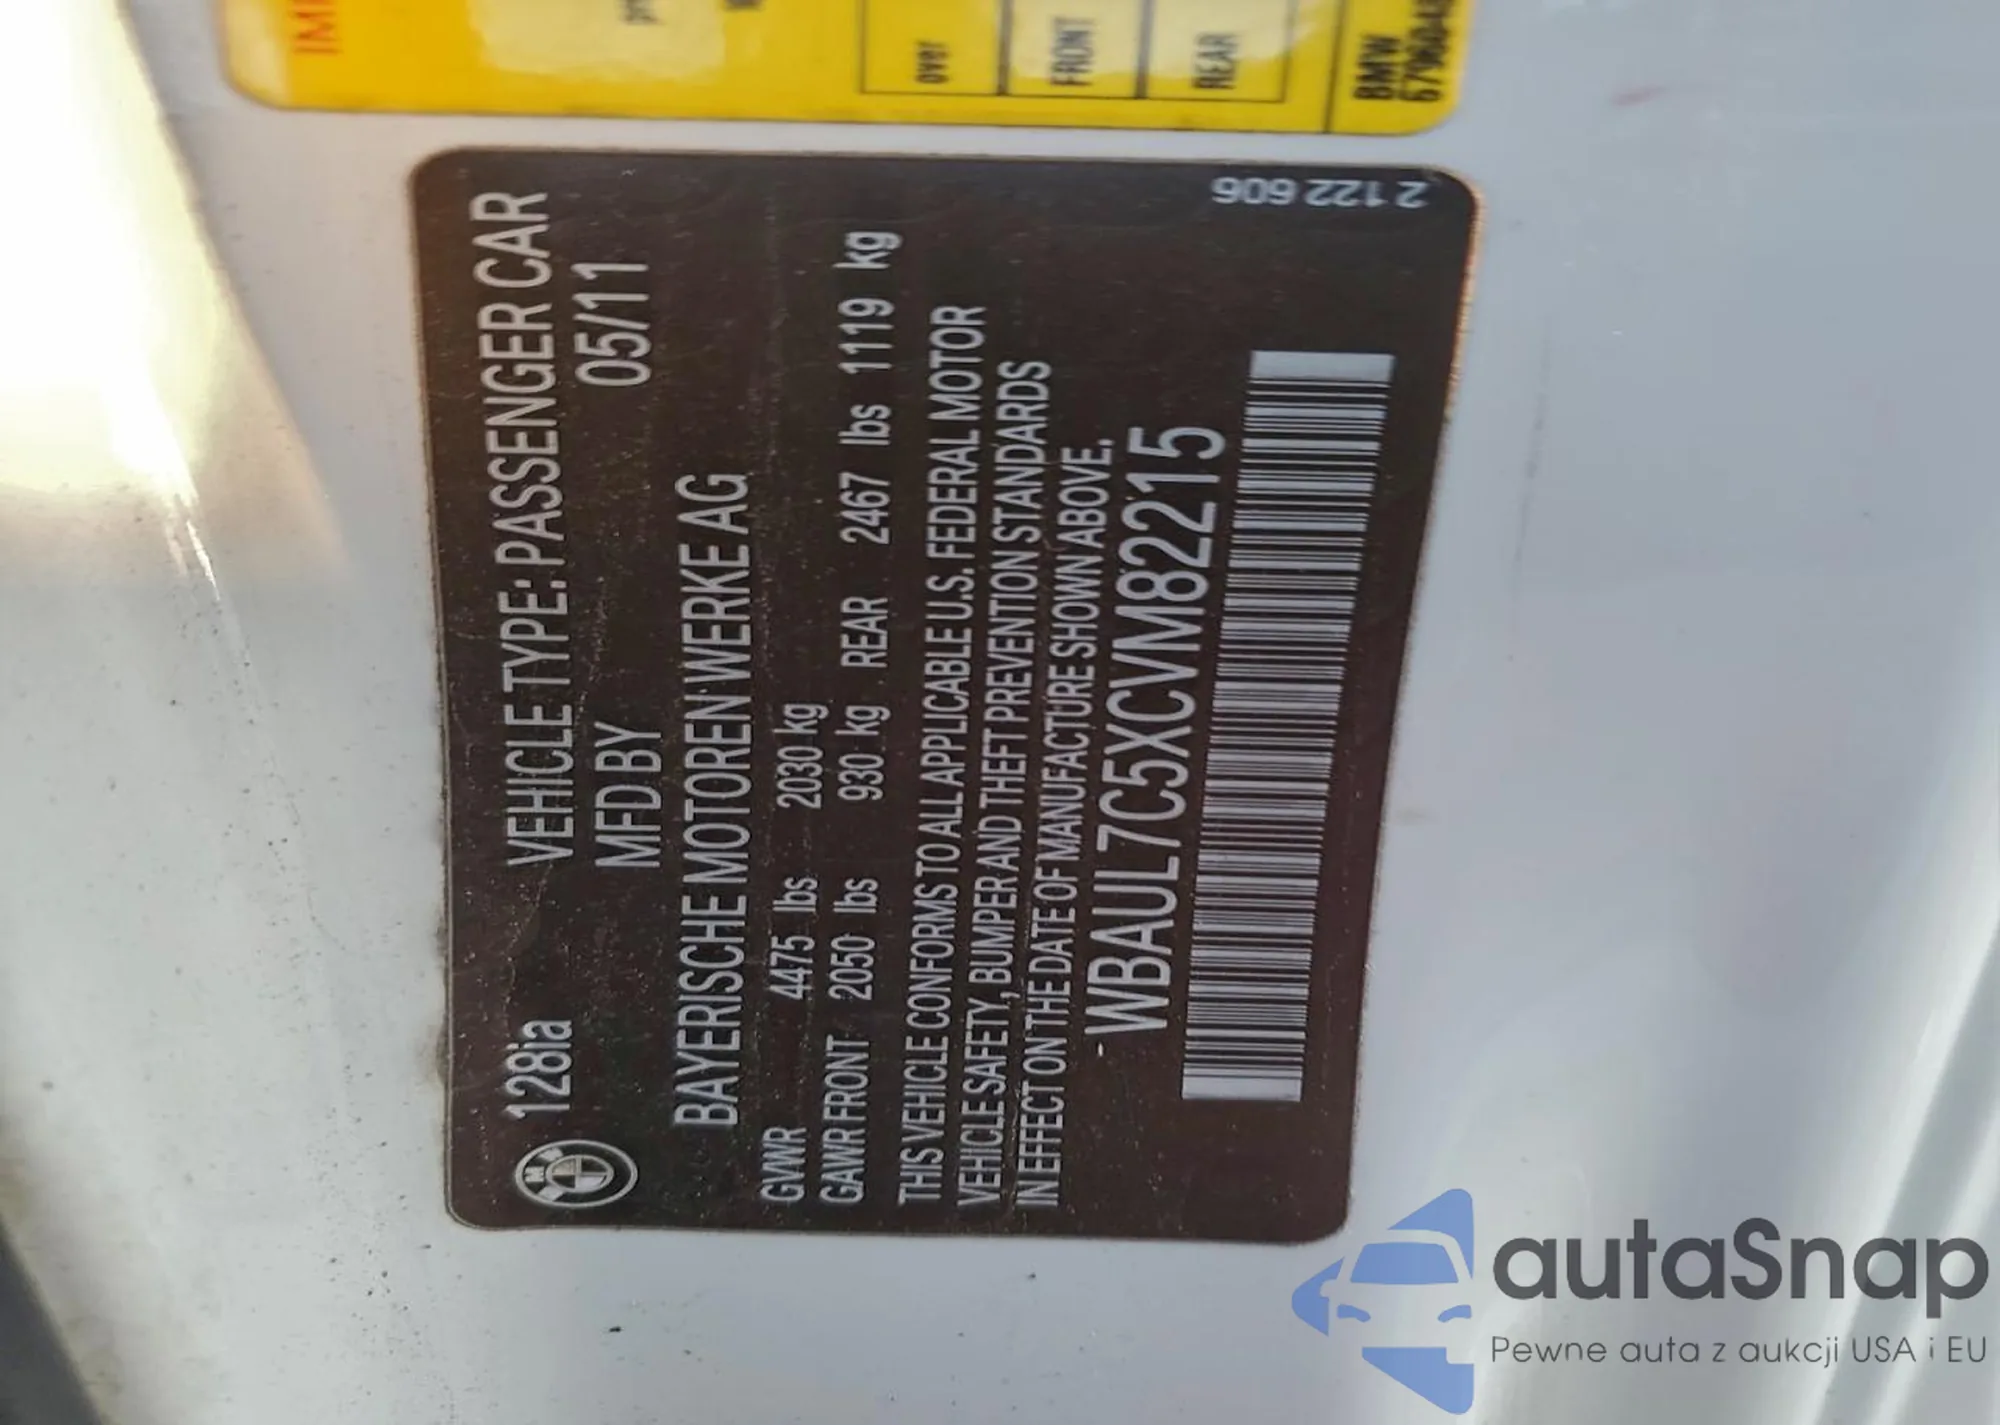 IM
over
FRONT
REAR
BMW
2 122 606
128ia VEHICLE TYPE: PASSENGER CAR
MFD BY 05/11
BAYERISCHE MOTOREN WERKE AG
GVWR 4475 lbs 2030 kg
GAWR FRONT 2050 lbs 930 kg REAR 2467 lbs 1119 kg
THIS VEHICLE CONFORMS TO ALL APPLICABLE U.S. FEDERAL MOTOR
VEHICLE SAFETY, BUMPER AND THEFT PREVENTION STANDARDS
IN EFFECT ON THE DATE OF MANUFACTURE SHOWN ABOVE.
WBAUL7C5XCVM82215
autaSnap
Pewne auta z aukcji USA i EU